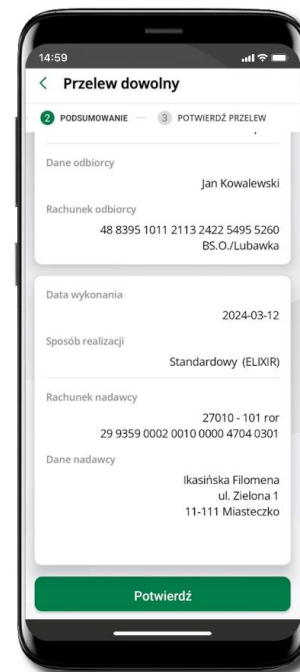 14:59
Przelew dowolny
2 PODSUMOWANIE 3 POTWIERDŹ PRZELEW
Dane odbiorcy
Jan Kowalewski
Rachunek odbiorcy
48 8395 1011 2113 2422 5495 5260
BS.O./Lubawka
Data wykonania
2024-03-12
Sposób realizacji
Standardowy (ELIXIR)
Rachunek nadawcy
27010 - 101 ror
29 9359 0002 0010 0000 4704 0301
Dane nadawcy
Ikasińska Filomena
ul. Zielona 1
11-111 Miasteczko
Potwierdź